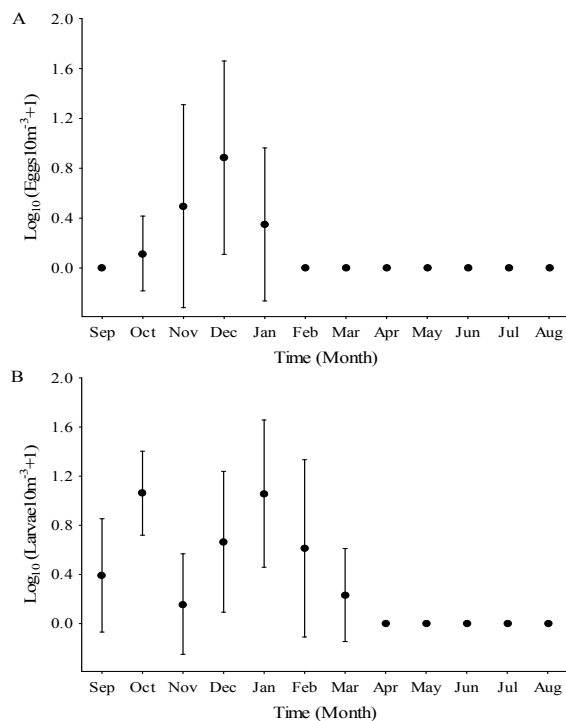 A
2.0
1.6
1.2
0.8
0.4
0.0
Log₁₀ (Eggs10m⁻³+1)
Sep Oct Nov Dec Jan Feb Mar Apr May Jun Jul Aug
Time (Month)
B
2.0
1.6
1.2
0.8
0.4
0.0
Log₁₀ (Larvae10m⁻³+1)
Sep Oct Nov Dec Jan Feb Mar Apr May Jun Jul Aug
Time (Month)